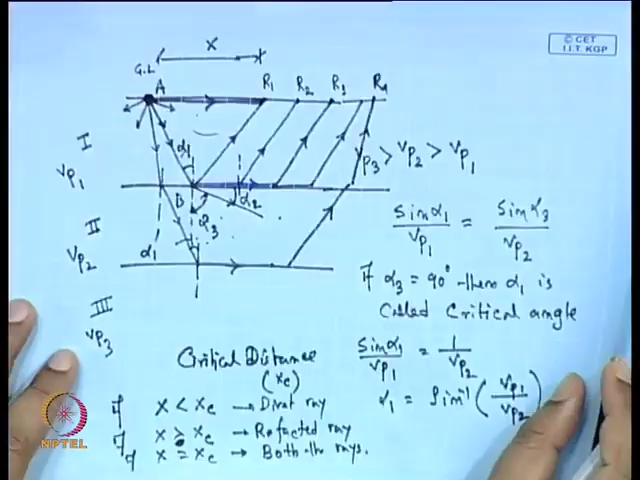 © CET
I.I.T. KGP
X
G.L
A
R1 R2 R3 R4
I
α1
Vp1
Vp3 > Vp2 > Vp1
B
α2
α3
II
α1
Vp2
sin α1 / Vp1 = sin α3 / Vp2
If α3 = 90° then α1 is
Called Critical angle
III
Vp3
sin α1 / Vp1 = 1 / Vp2
α1 = Sin⁻¹ (Vp1 / Vp2)
Critical Distance
(xc)
If x < xc → Direct ray
If x > xc → Refracted ray
If x = xc → Both the rays.
NPTEL